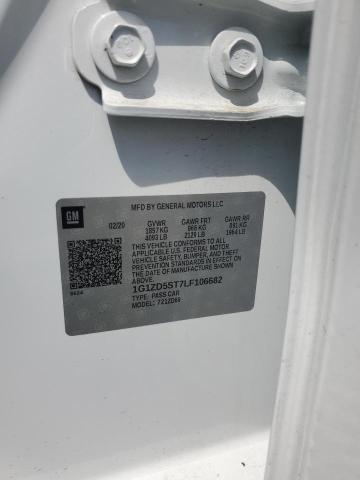 MFD BY GENERAL MOTORS LLC
GM
02/20 GVWR GAWR FRT GAWR RR
1857 KG 966 KG 891 KG
4093 LB 2129 LB 1964 LB
THIS VEHICLE CONFORMS TO ALL
APPLICABLE U.S. FEDERAL MOTOR
VEHICLE SAFETY, BUMPER, AND THEFT
PREVENTION STANDARDS IN EFFECT ON
THE DATE OF MANUFACTURE SHOWN
ABOVE.
1G1ZD5ST7LF106682
TYPE: PASS CAR
MODEL: 721ZD69